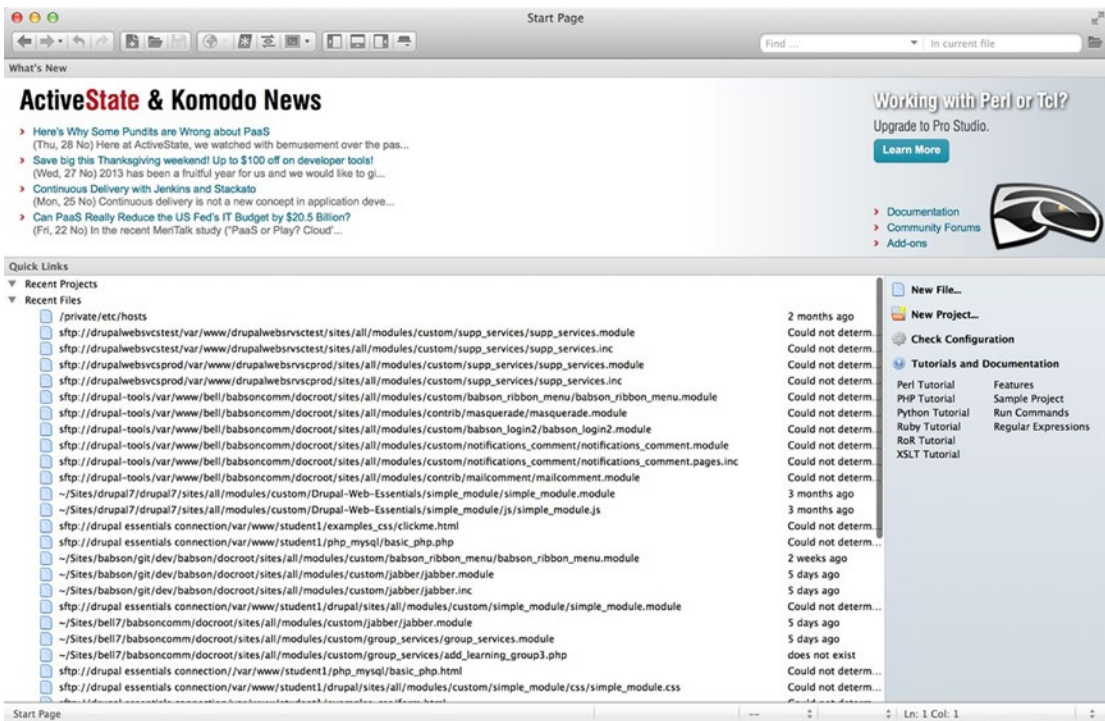 Start Page
Find ...
In current file
What's New
ActiveState & Komodo News
Here's Why Some Pundits are Wrong about PaaS
(Thu, 28 No) Here at ActiveState, we watched with bemusement over the pas...
Save big this Thanksgiving weekend! Up to $100 off on developer tools!
(Wed, 27 No) 2013 has been a fruitful year for us and we would like to gi...
Continuous Delivery with Jenkins and Stackato
(Mon, 25 No) Continuous delivery is not a new concept in application deve...
Can PaaS Really Reduce the US Fed's IT Budget by $20.5 Billion?
(Fri, 22 No) In the recent MeriTalk study ("PaaS or Play? Cloud'...
Working with Perl or Tcl?
Upgrade to Pro Studio.
Learn More
Documentation
Community Forums
Add-ons
Quick Links
Recent Projects
Recent Files
/private/etc/hosts 2 months ago
sftp://drupalwebsvcstest/var/www/drupalwebsrvsctest/sites/all/modules/custom/supp_services/supp_services.module Could not determ...
sftp://drupalwebsvcstest/var/www/drupalwebsrvsctest/sites/all/modules/custom/supp_services/supp_services.inc Could not determ...
sftp://drupalwebsvcsprod/var/www/drupalwebsrvscprod/sites/all/modules/custom/supp_services/supp_services.module Could not determ...
sftp://drupalwebsvcsprod/var/www/drupalwebsrvscprod/sites/all/modules/custom/supp_services/supp_services.inc Could not determ...
sftp://drupal-tools/var/www/bell/babsoncomm/docroot/sites/all/modules/custom/babson_ribbon_menu/babson_ribbon_menu.module Could not determ...
sftp://drupal-tools/var/www/bell/babsoncomm/docroot/sites/all/modules/contrib/masquerade/masquerade.module Could not determ...
sftp://drupal-tools/var/www/bell/babsoncomm/docroot/sites/all/modules/custom/babson_login2/babson_login2.module Could not determ...
sftp://drupal-tools/var/www/bell/babsoncomm/docroot/sites/all/modules/custom/notifications_comment/notifications_comment.module Could not determ...
sftp://drupal-tools/var/www/bell/babsoncomm/docroot/sites/all/modules/custom/notifications_comment/notifications_comment.pages.inc Could not determ...
sftp://drupal-tools/var/www/bell/babsoncomm/docroot/sites/all/modules/contrib/mailcomment/mailcomment.module Could not determ...
~/Sites/drupal7/drupal7/sites/all/modules/custom/Drupal-Web-Essentials/simple_module/simple_module.module 3 months ago
~/Sites/drupal7/drupal7/sites/all/modules/custom/Drupal-Web-Essentials/simple_module/js/simple_module.js 3 months ago
sftp://drupal essentials connection/var/www/student1/examples_css/clickme.html Could not determ...
sftp://drupal essentials connection/var/www/student1/php_mysql/basic_php.php Could not determ...
~/Sites/babson/git/dev/babson/docroot/sites/all/modules/custom/babson_ribbon_menu/babson_ribbon_menu.module 2 weeks ago
~/Sites/babson/git/dev/babson/docroot/sites/all/modules/custom/jabber/jabber.module 5 days ago
~/Sites/babson/git/dev/babson/docroot/sites/all/modules/custom/jabber/jabber.inc 5 days ago
sftp://drupal essentials connection/var/www/student1/drupal/sites/all/modules/custom/simple_module/simple_module.module Could not determ...
~/Sites/bell7/babsoncomm/docroot/sites/all/modules/custom/jabber/jabber.module 5 days ago
~/Sites/bell7/babsoncomm/docroot/sites/all/modules/custom/group_services/group_services.module 5 days ago
~/Sites/bell7/babsoncomm/docroot/sites/all/modules/custom/group_services/add_learning_group3.php does not exist
sftp://drupal essentials connection//var/www/student1/php_mysql/basic_php.html Could not determ...
sftp://drupal essentials connection/var/www/student1/drupal/sites/all/modules/custom/simple_module/css/simple_module.css Could not determ...
New File...
New Project...
Check Configuration
Tutorials and Documentation
Perl Tutorial Features
PHP Tutorial Sample Project
Python Tutorial Run Commands
Ruby Tutorial Regular Expressions
RoR Tutorial
XSLT Tutorial
Start Page -- Ln: 1 Col: 1